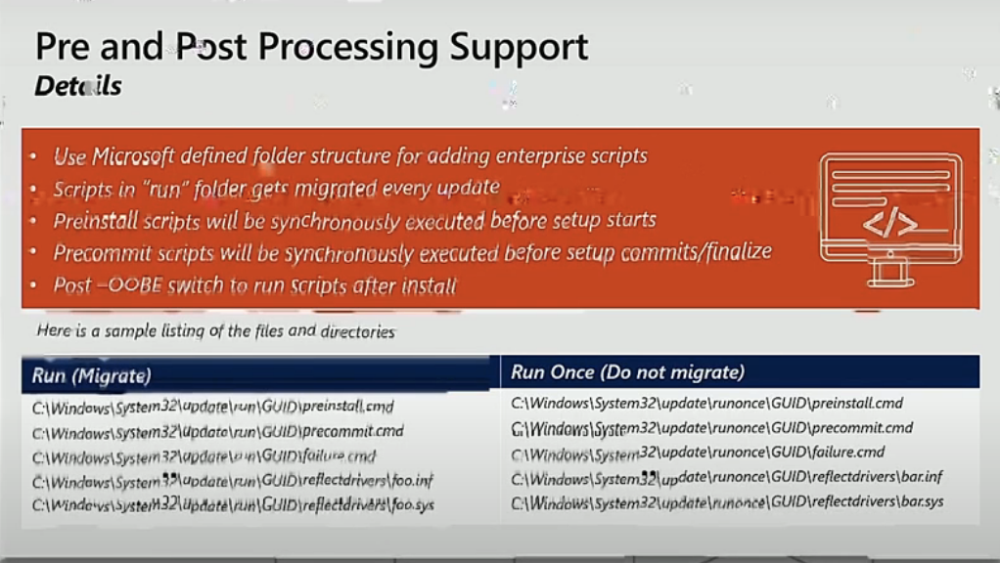 Pre and Post Processing Support
Details
• Use Microsoft defined folder structure for adding enterprise scripts
• Scripts in "run" folder gets migrated every update
• Preinstall scripts will be synchronously executed before setup starts
• Precommit scripts will be synchronously executed before setup commits/finalize
• Post –OOBE switch to run scripts after install
</>
Here is a sample listing of the files and directories
Run (Migrate)
C:\Windows\System32\update\run\GUID\preinstall.cmd
C:\Windows\System32\update\run\GUID\precommit.cmd
C:\Windows\System32\update\run\GUID\failure.cmd
C:\Windows\System32\update\run\GUID\reflectdrivers\foo.inf
C:\Windows\System32\update\run\GUID\reflectdrivers\foo.sys
Run Once (Do not migrate)
C:\Windows\System32\update\runonce\GUID\preinstall.cmd
C:\Windows\System32\update\runonce\GUID\precommit.cmd
C:\Windows\System32\update\runonce\GUID\failure.cmd
C:\Windows\System32\update\runonce\GUID\reflectdrivers\bar.inf
C:\Windows\System32\update\runonce\GUID\reflectdrivers\bar.sys